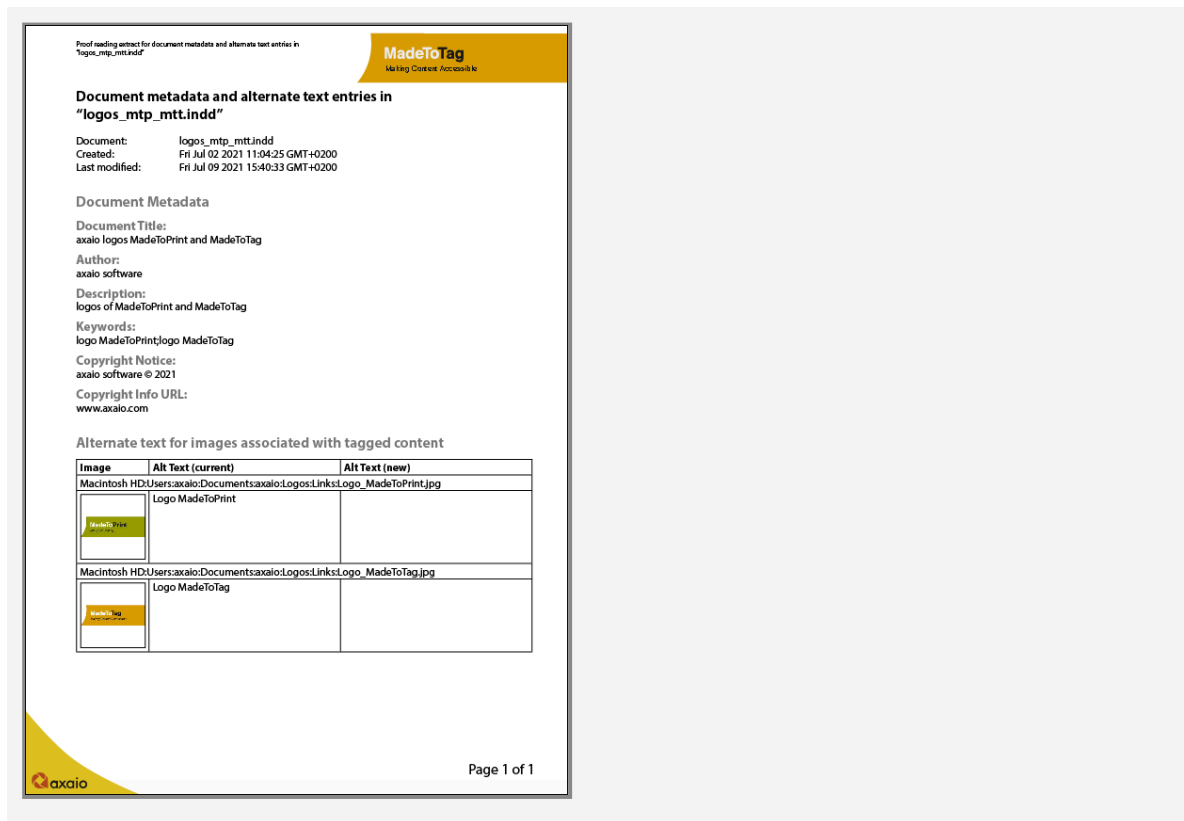 Proof reading extract for document metadata and alternate text entries in
"logos_mtp_mtt.indd"
MadeToTag
Making Content Accessible
Document metadata and alternate text entries in
“logos_mtp_mtt.indd”
Document: logos_mtp_mtt.indd
Created: Fri Jul 02 2021 11:04:25 GMT+0200
Last modified: Fri Jul 09 2021 15:40:33 GMT+0200
Document Metadata
Document Title:
axaio logos MadeToPrint and MadeToTag
Author:
axaio software
Description:
logos of MadeToPrint and MadeToTag
Keywords:
logo MadeToPrint;logo MadeToTag
Copyright Notice:
axaio software © 2021
Copyright Info URL:
www.axaio.com
Alternate text for images associated with tagged content
Image Alt Text (current) Alt Text (new)
Macintosh HD:Users:axaio:Documents:axaio:Logos:Links:Logo_MadeToPrint.jpg
Logo MadeToPrint
MadeToPrint
Macintosh HD:Users:axaio:Documents:axaio:Logos:Links:Logo_MadeToTag.jpg
Logo MadeToTag
MadeToTag
Page 1 of 1
axaio